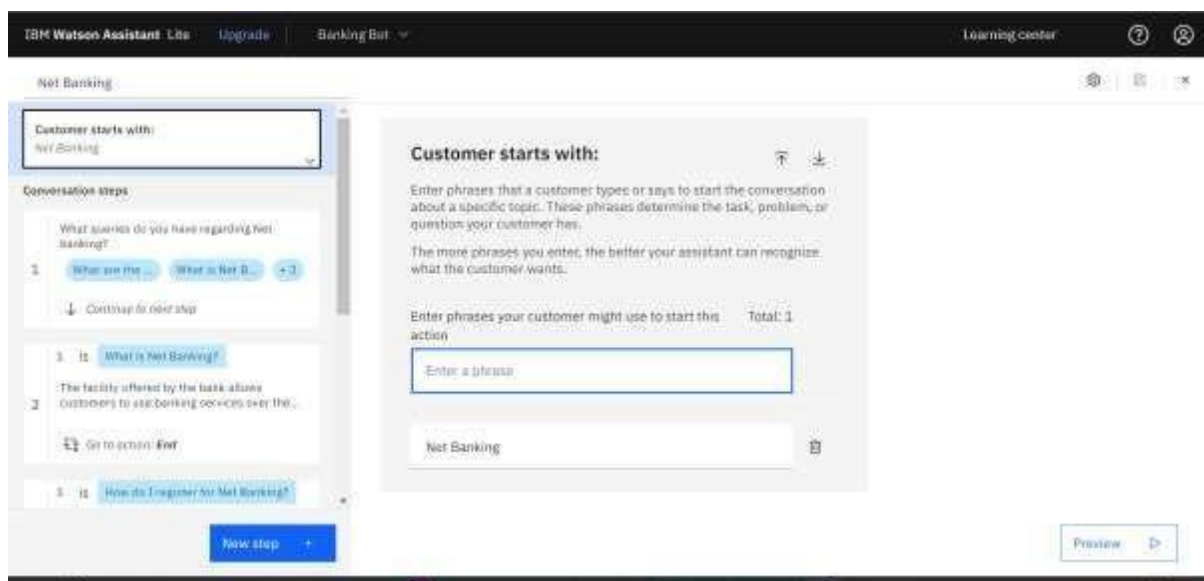 IBM Watson Assistant Lite Upgrade Banking Bot Learning center
Net Banking
Customer starts with:
Net Banking
Conversation steps
What queries do you have regarding Net
Banking?
1 What are the ... What is Net B... + 3
Continue to next step
1 is What is Net Banking?
The facility offered by the bank allows
2 customers to use banking services over the...
Go to action: End
1 is How do I register for Net Banking?
New step +
Customer starts with:
Enter phrases that a customer types or says to start the conversation
about a specific topic. These phrases determine the task, problem, or
question your customer has.
The more phrases you enter, the better your assistant can recognize
what the customer wants.
Enter phrases your customer might use to start this Total: 1
action
Enter a phrase
Net Banking
Preview